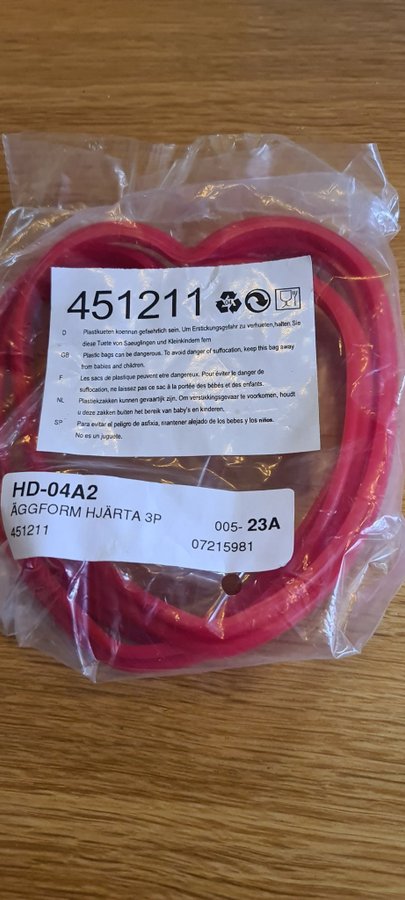 451211
D Plastikueten koennun gefaehrlich sein. Um Erstickungsgefahr zu verhueten,halten Sie
diese Tuete von Saeuglingen und Kleinkindern fern
GB Plastic bags can be dangerous. To avoid danger of suffocation, keep this bag away
from babies and children.
F Les sacs de plastique peuvent etre dangereux. Pour éviter le danger de
suffocation, ne laissez pas ce sac à la portée des bébés et des enfants.
NL Plastiekzakken kunnen gevaarlijk zijn. Om verstikkingsgevaar te voorkomen, houdt
u deze zakken buiten het bereik van baby's en kinderen.
SP Para evitar el peligro de asfixia, mantener alejado de los bebes y los niños.
No es un juguete.
HD-04A2
ÄGGFORM HJÄRTA 3P 005- 23A
451211 07215981